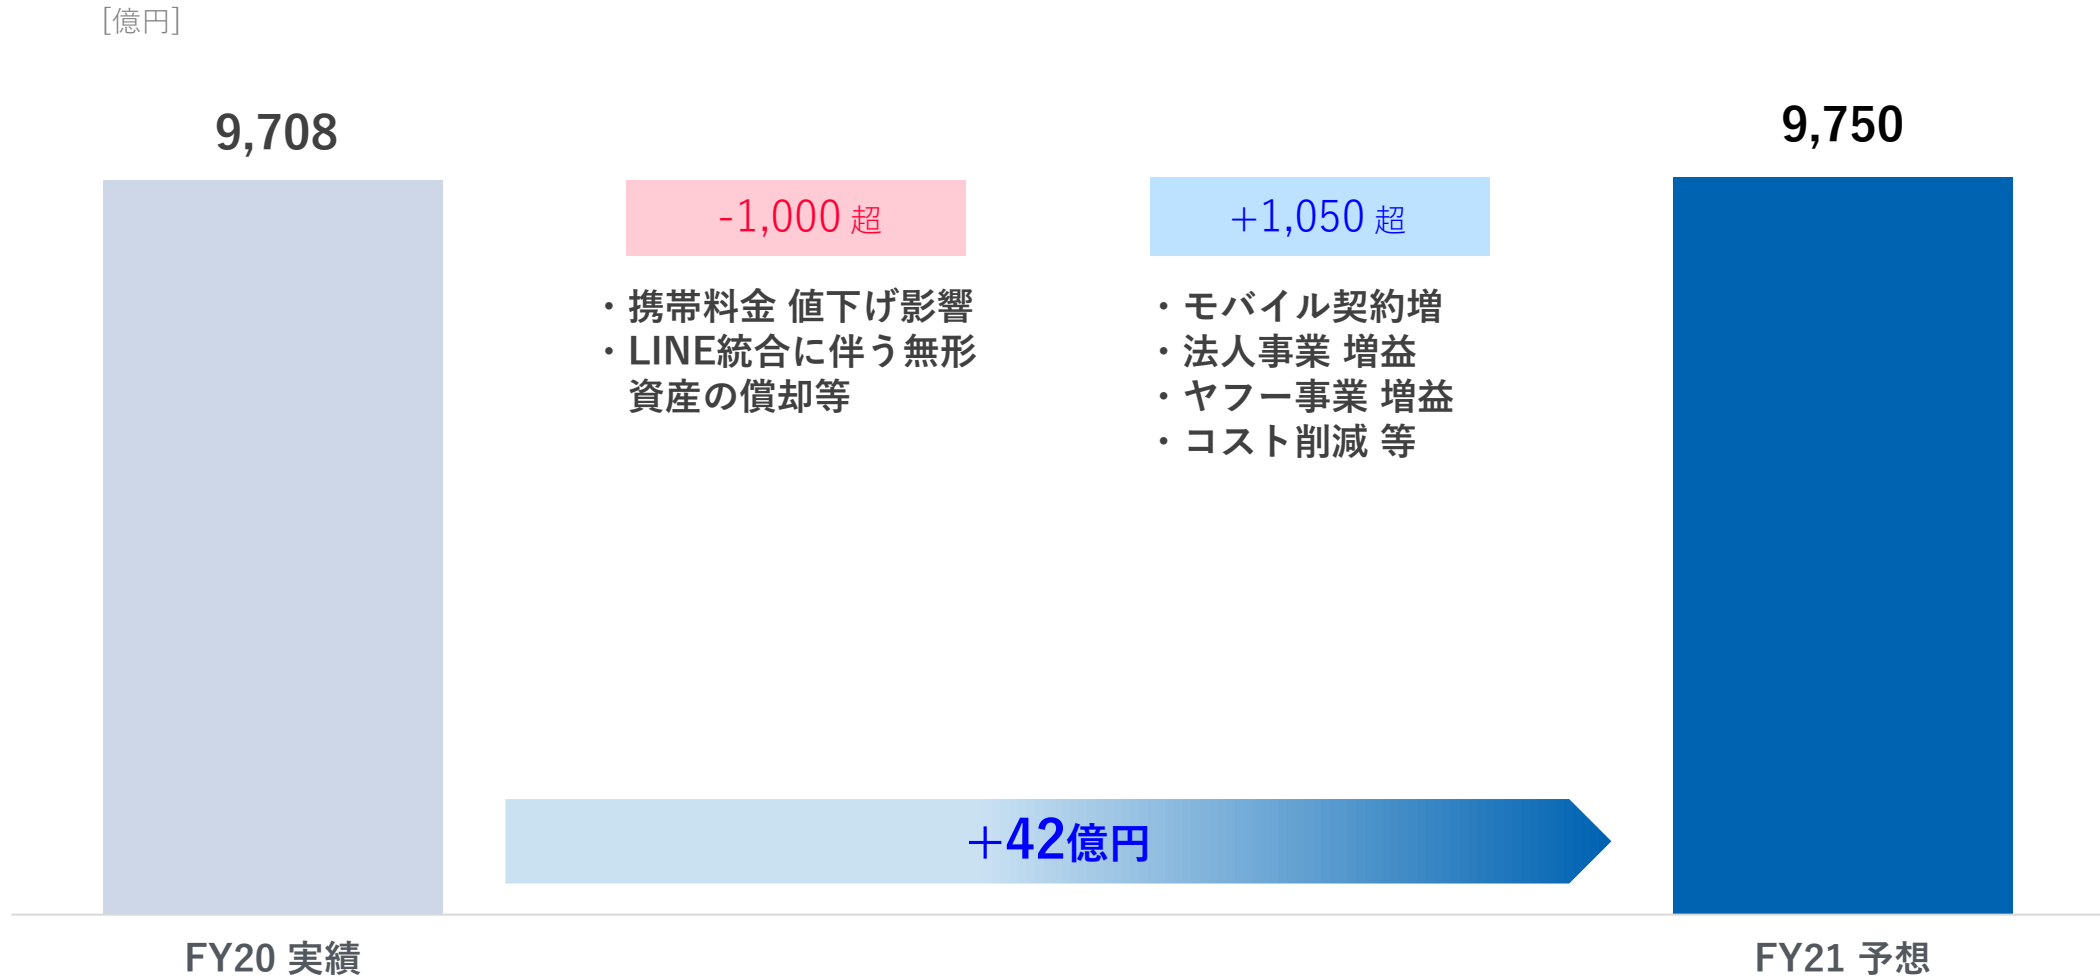 [億円]
9,708
9,750
-1,000 超
+1,050 超
・携帯料金 値下げ影響
・LINE統合に伴う無形
資産の償却等
・モバイル契約増
・法人事業 増益
・ヤフー事業 増益
・コスト削減 等
+42億円
FY20 実績
FY21 予想